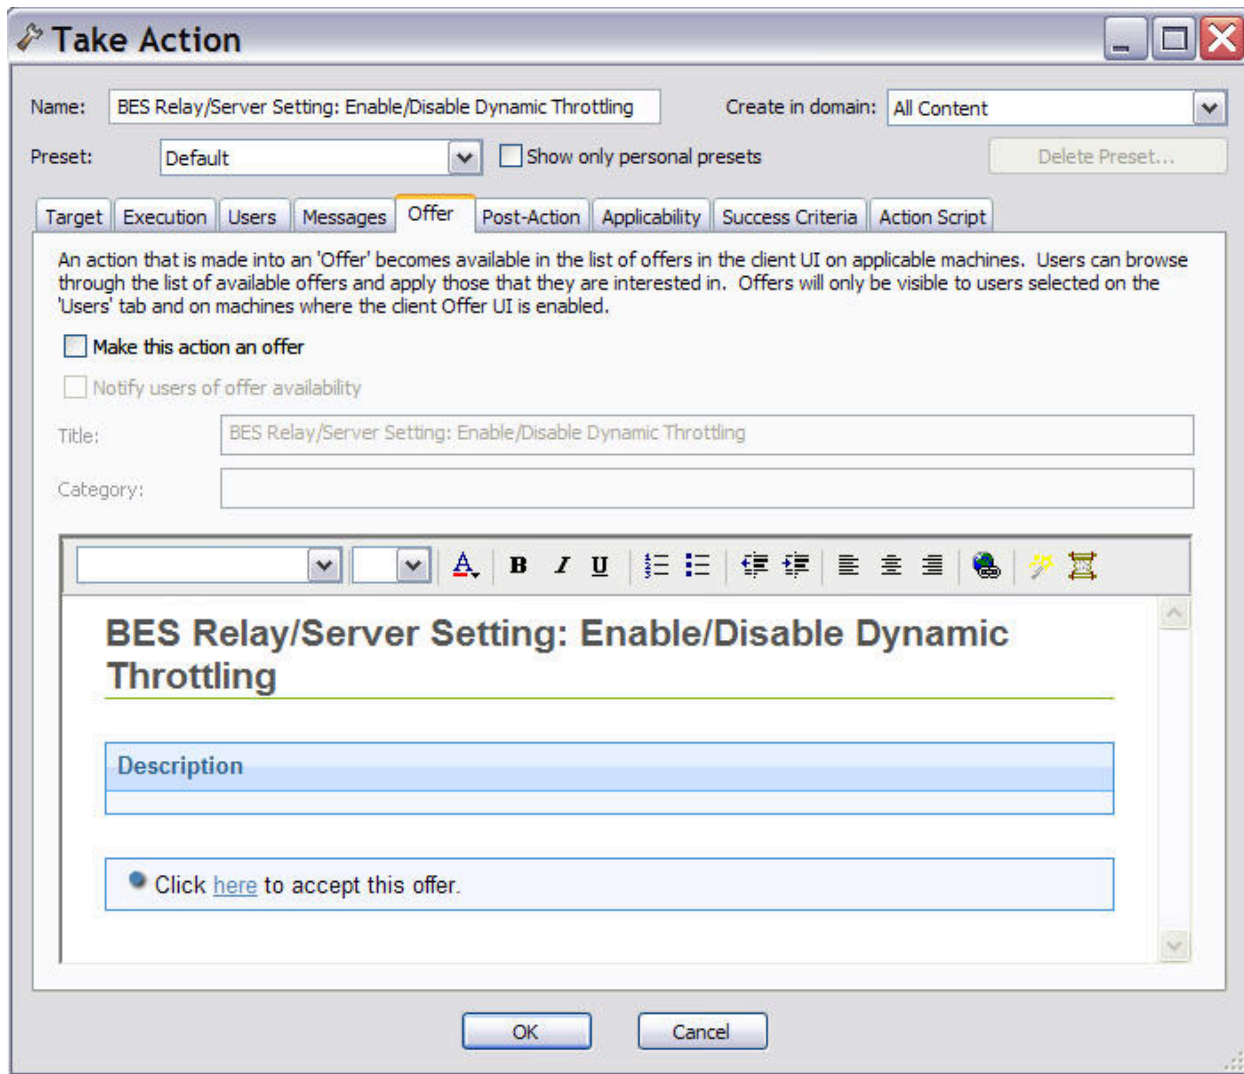 Take Action
Name: BES Relay/Server Setting: Enable/Disable Dynamic Throttling Create in domain: All Content
Preset: Default Show only personal presets Delete Preset...
Target Execution Users Messages Offer Post-Action Applicability Success Criteria Action Script
An action that is made into an 'Offer' becomes available in the list of offers in the client UI on applicable machines. Users can browse
through the list of available offers and apply those that they are interested in. Offers will only be visible to users selected on the
'Users' tab and on machines where the client Offer UI is enabled.
Make this action an offer
Notify users of offer availability
Title: BES Relay/Server Setting: Enable/Disable Dynamic Throttling
Category:
A B I U
BES Relay/Server Setting: Enable/Disable Dynamic
Throttling
Description
Click here to accept this offer.
OK Cancel